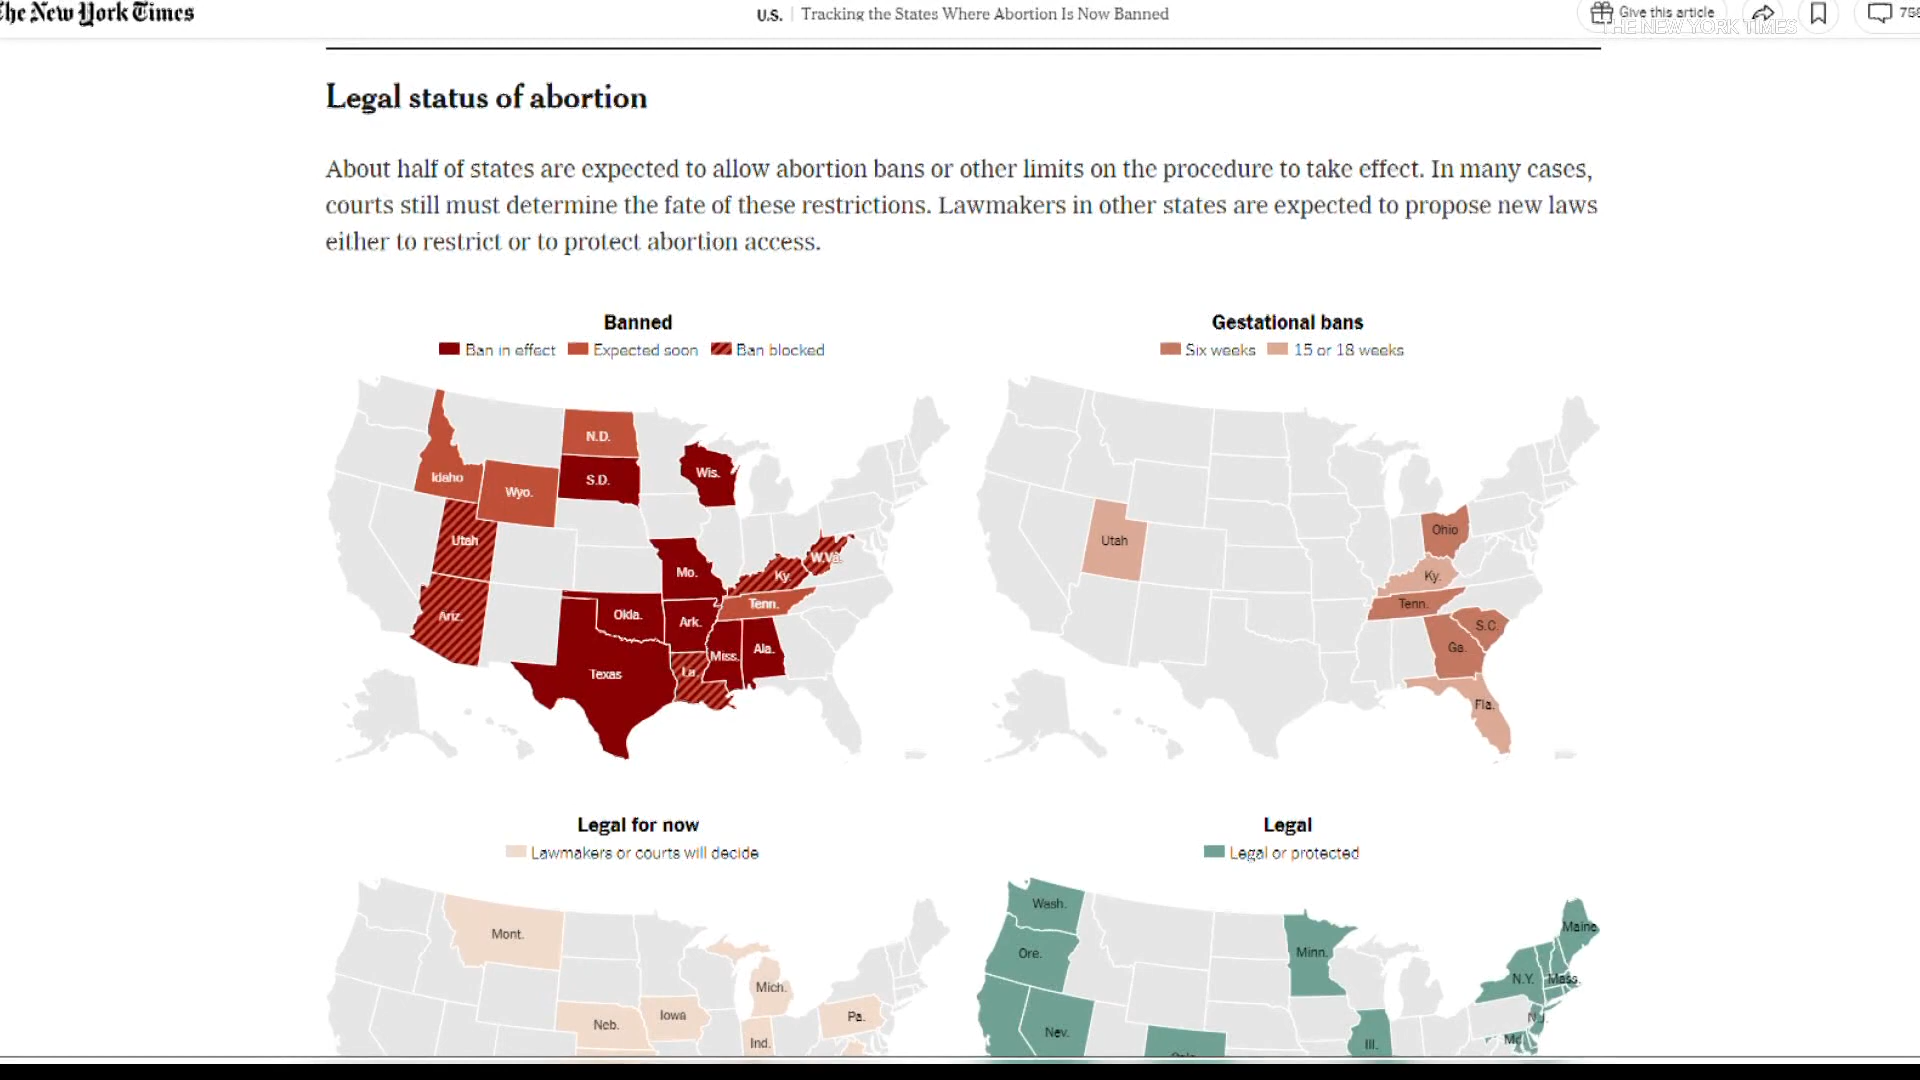 The New York Times
U.S. | Tracking the States Where Abortion Is Now Banned
Give this article
THE NEW YORK TIMES
Legal status of abortion
About half of states are expected to allow abortion bans or other limits on the procedure to take effect. In many cases,
courts still must determine the fate of these restrictions. Lawmakers in other states are expected to propose new laws
either to restrict or to protect abortion access.
Banned
Ban in effect Expected soon Ban blocked
N.D.
Idaho
Wyo.
S.D.
Wis.
Utah
Mo.
Ky.
W.Va.
Ariz.
Okla.
Ark.
Tenn.
Texas
La.
Miss.
Ala.
Gestational bans
Six weeks 15 or 18 weeks
Utah
Ohio
Ky.
Tenn.
S.C.
Ga.
Fla.
Legal for now
Lawmakers or courts will decide
Mont.
Mich.
Neb.
Iowa
Ind.
Pa.
Legal
Legal or protected
Wash.
Ore.
Nev.
Minn.
Ill.
Maine
N.Y.
Mass.
N.J.
Md.